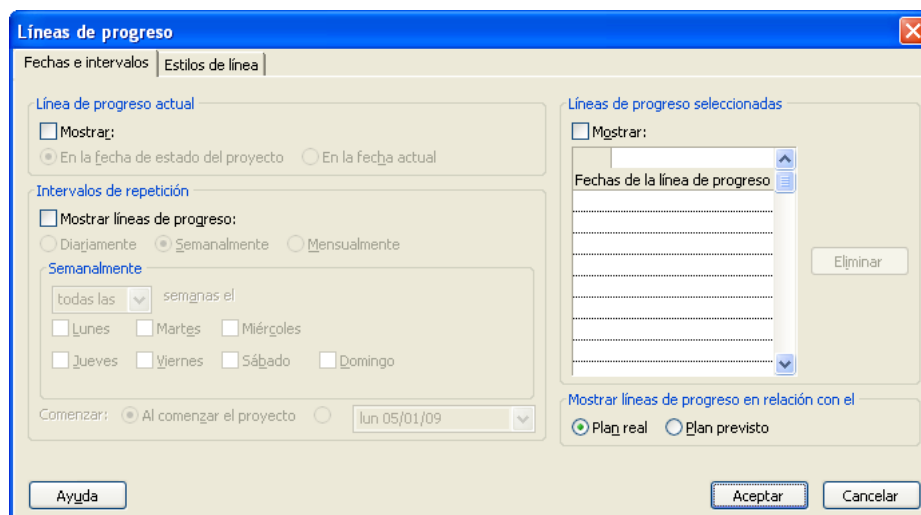 Líneas de progreso
Fechas e intervalos
Estilos de línea
Línea de progreso actual
Mostrar:
En la fecha de estado del proyecto
En la fecha actual
Intervalos de repetición
Mostrar líneas de progreso:
Diariamente
Semanalmente
Mensualmente
Semanalmente
todas las
semanas el
Lunes
Martes
Miércoles
Jueves
Viernes
Sábado
Domingo
Comenzar:
Al comenzar el proyecto
lun 05/01/09
Líneas de progreso seleccionadas
Mostrar:
Fechas de la línea de progreso
Eliminar
Mostrar líneas de progreso en relación con el
Plan real
Plan previsto
Ayuda
Aceptar
Cancelar